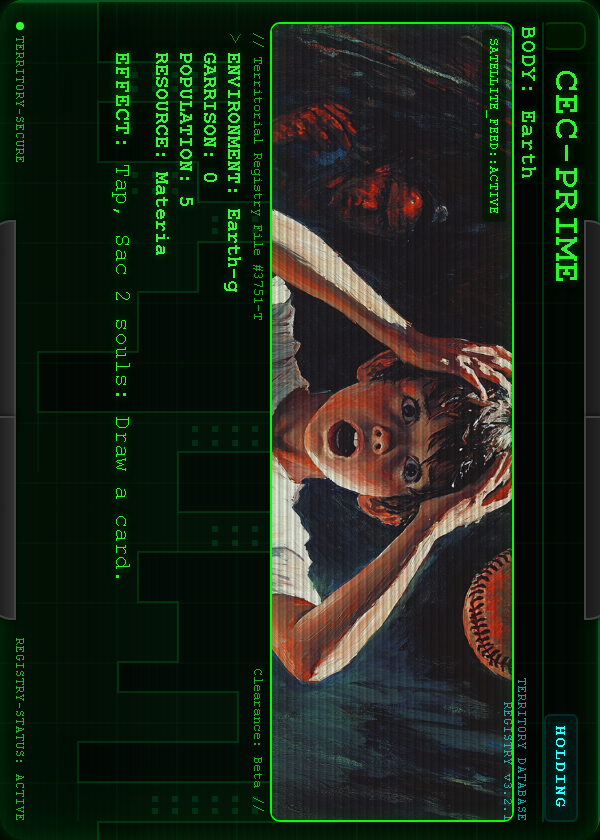 CEC-PRIME
HOLDING
BODY: Earth
TERRITORY DATABASE
REGISTRY v3.2.1
SATELLITE_FEED::ACTIVE
// Territorial Registry File #3751-T
Clearance: Beta //
> ENVIRONMENT: Earth-g
GARRISON: 0
POPULATION: 5
RESOURCE: Materia
EFFECT: Tap, Sac 2 souls: Draw a card.
TERRITORY-SECURE
REGISTRY-STATUS: ACTIVE